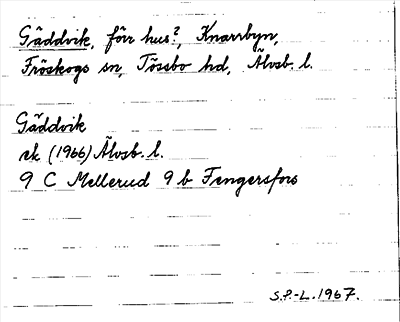 Gäddvik, förr hus?, Knarrbyn,
Fröskogs sn, Tössbo hd, Älvsb. l.
Gäddvik
ek (1966) Älvsb. l.
9 C Mellerud 9 b Fengersfors
S.P.-L. 1967.